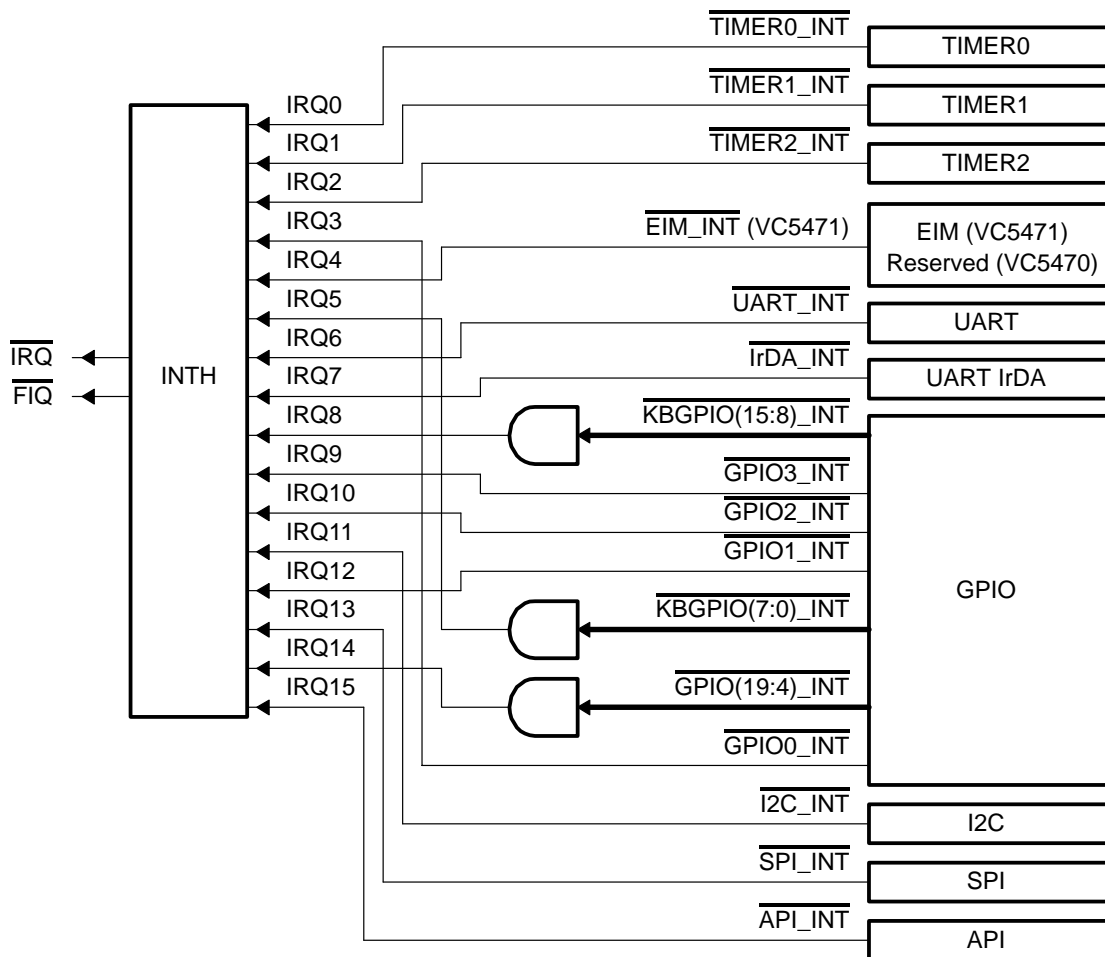 TIMER0_INT
TIMER0
TIMER1_INT
TIMER1
TIMER2_INT
TIMER2
EIM_INT (VC5471)
EIM (VC5471)
Reserved (VC5470)
UART_INT
UART
IrDA_INT
UART IrDA
KBGPIO(15:8)_INT
GPIO3_INT
GPIO2_INT
GPIO1_INT
KBGPIO(7:0)_INT
GPIO(19:4)_INT
GPIO0_INT
GPIO
I2C_INT
I2C
SPI_INT
SPI
API_INT
API
IRQ0
IRQ1
IRQ2
IRQ3
IRQ4
IRQ5
IRQ6
IRQ7
IRQ8
IRQ9
IRQ10
IRQ11
IRQ12
IRQ13
IRQ14
IRQ15
INTH
IRQ
FIQ